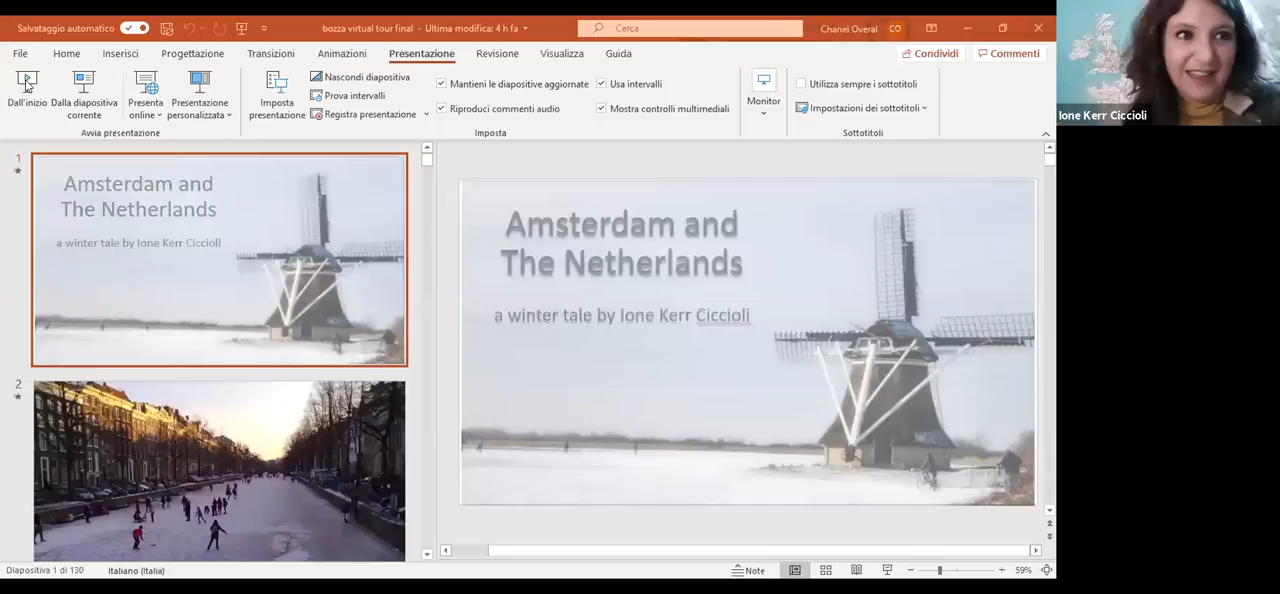 Salvataggio automatico
bozza virtual tour final - Ultima modifica: 4 h fa
Cerca
Chanel Overal
CO
File
Home
Inserisci
Progettazione
Transizioni
Animazioni
Presentazione
Revisione
Visualizza
Guida
Condividi
Commenti
Dall'inizio
Dalla diapositiva
corrente
Presenta
online
Presentazione
personalizzata
Avvia presentazione
Imposta
presentazione
Nascondi diapositiva
Prova intervalli
Registra presentazione
Mantieni le diapositive aggiornate
Riproduci commenti audio
Usa intervalli
Mostra controlli multimediali
Imposta
Monitor
Utilizza sempre i sottotitoli
Impostazioni dei sottotitoli
Sottotitoli
Ione Kerr Ciccioli
1
Amsterdam and
The Netherlands
a winter tale by Ione Kerr Ciccioli
2
Amsterdam and
The Netherlands
a winter tale by Ione Kerr Ciccioli
Diapositiva 1 di 130
Italiano (Italia)
Note
59%